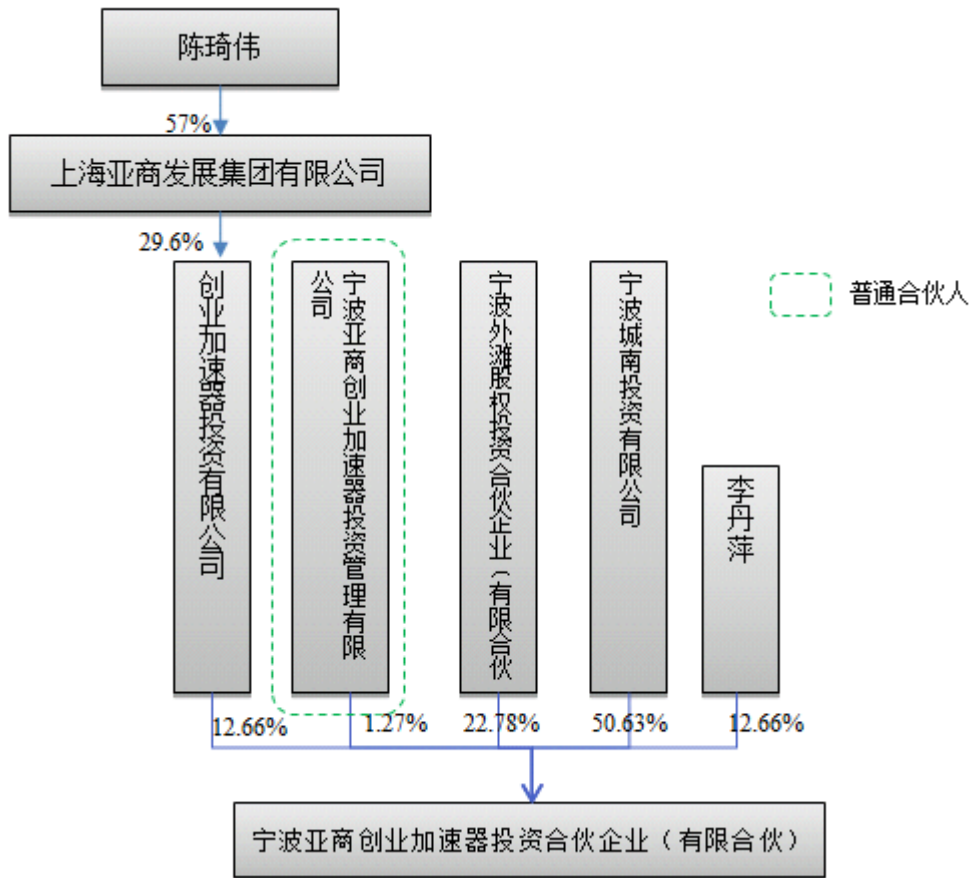 陈琦伟
57%
上海亚商发展集团有限公司
29.6%
创业加速器投资有限公司
宁波亚商创业加速器投资管理有限
公司
宁波外滩股权投资合伙企业（有限合伙
宁波城南投资有限公司
李丹萍
普通合伙人
12.66%
1.27%
22.78%
50.63%
12.66%
宁波亚商创业加速器投资合伙企业（有限合伙）